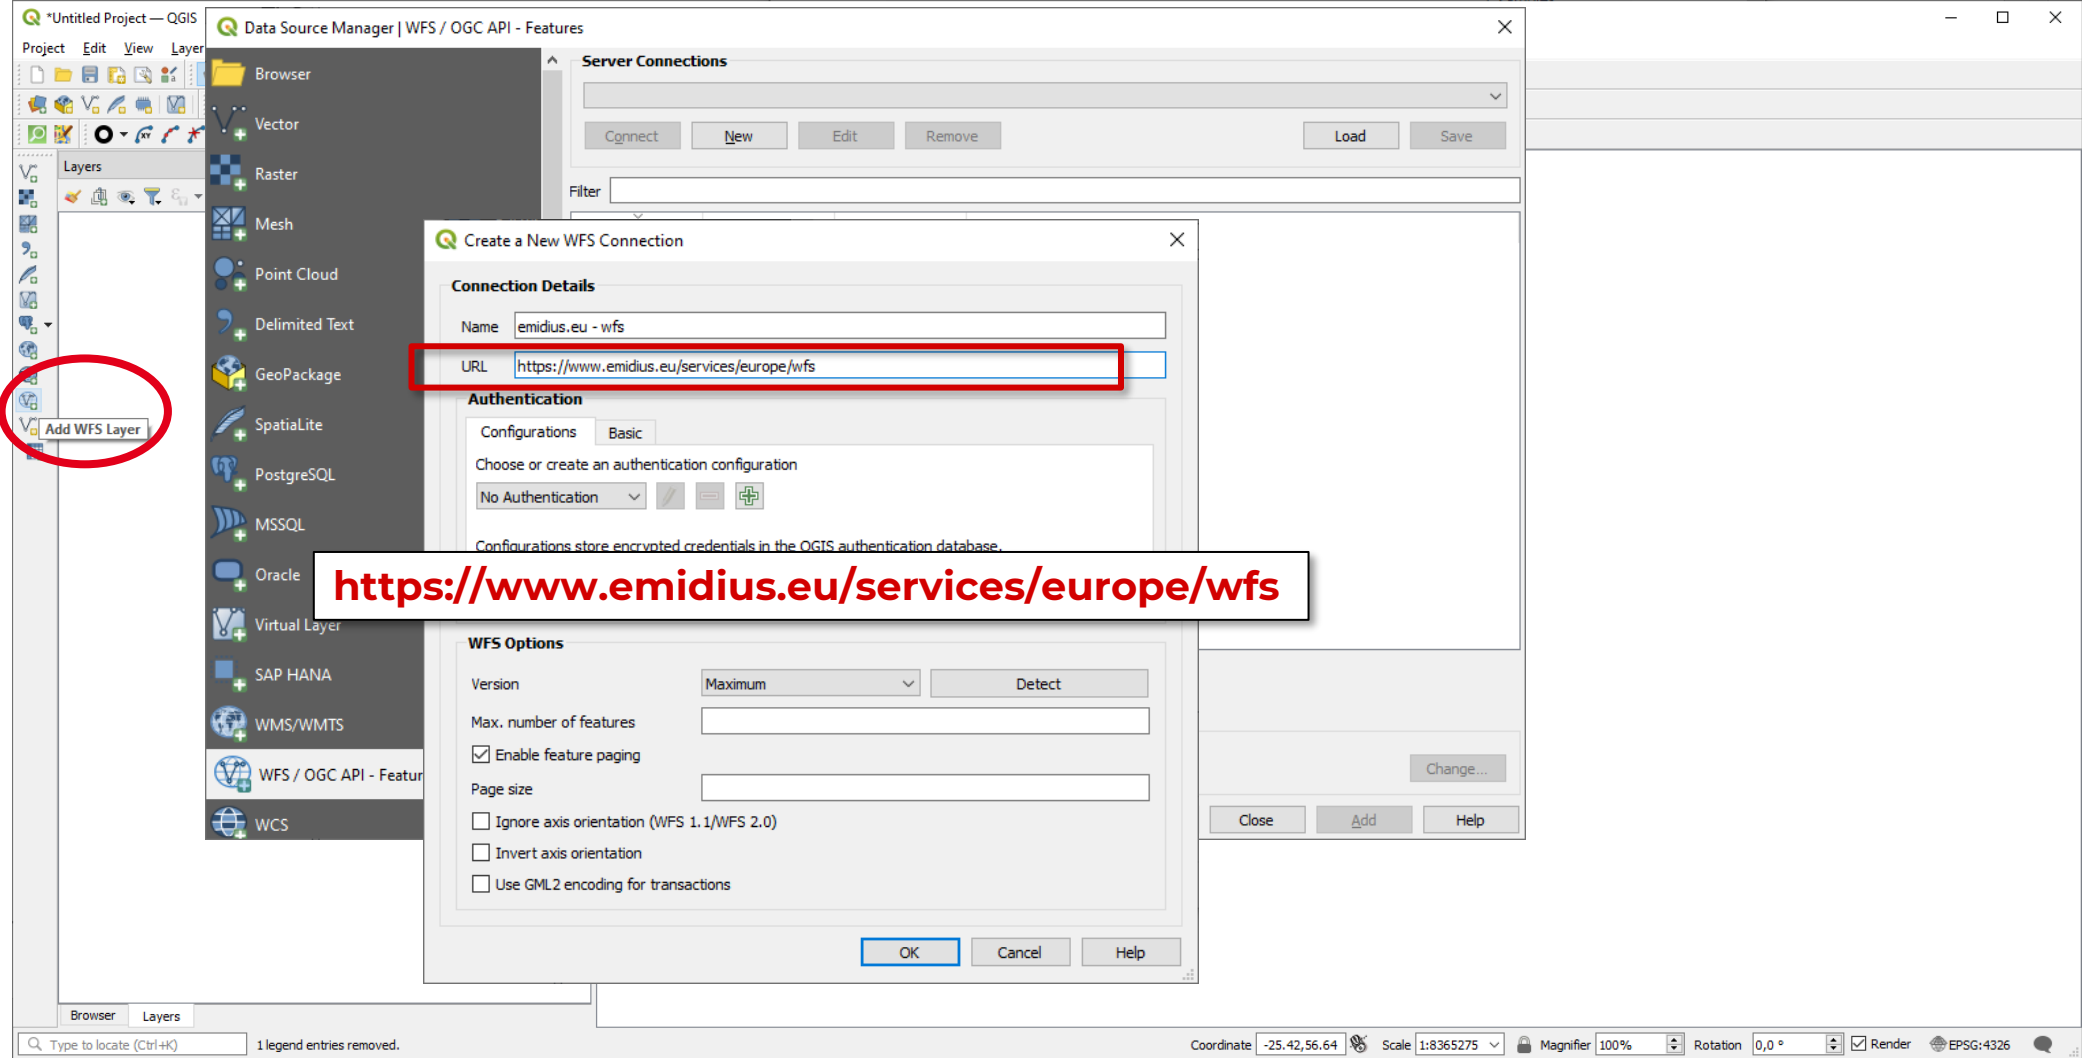 *Untitled Project — QGIS
Project Edit View Layer
Data Source Manager | WFS / OGC API - Features
Browser
Vector
Raster
Mesh
Point Cloud
Delimited Text
GeoPackage
SpatiaLite
PostgreSQL
MSSQL
Oracle
Virtual Layer
SAP HANA
WMS/WMTS
WFS / OGC API - Featur
WCS
Server Connections
Connect New Edit Remove Load Save
Filter
Layers
Add WFS Layer
Create a New WFS Connection
Connection Details
Name emidius.eu - wfs
URL https://www.emidius.eu/services/europe/wfs
Authentication
Configurations Basic
Choose or create an authentication configuration
No Authentication
Configurations store encrypted credentials in the QGIS authentication database.
https://www.emidius.eu/services/europe/wfs
WFS Options
Version Maximum Detect
Max. number of features
Enable feature paging
Page size
Ignore axis orientation (WFS 1.1/WFS 2.0)
Invert axis orientation
Use GML2 encoding for transactions
OK Cancel Help
Change...
Close Add Help
Browser Layers
Type to locate (Ctrl+K) 1 legend entries removed. Coordinate -25.42,56.64 Scale 1:8365275 Magnifier 100% Rotation 0,0 ° Render EPSG:4326